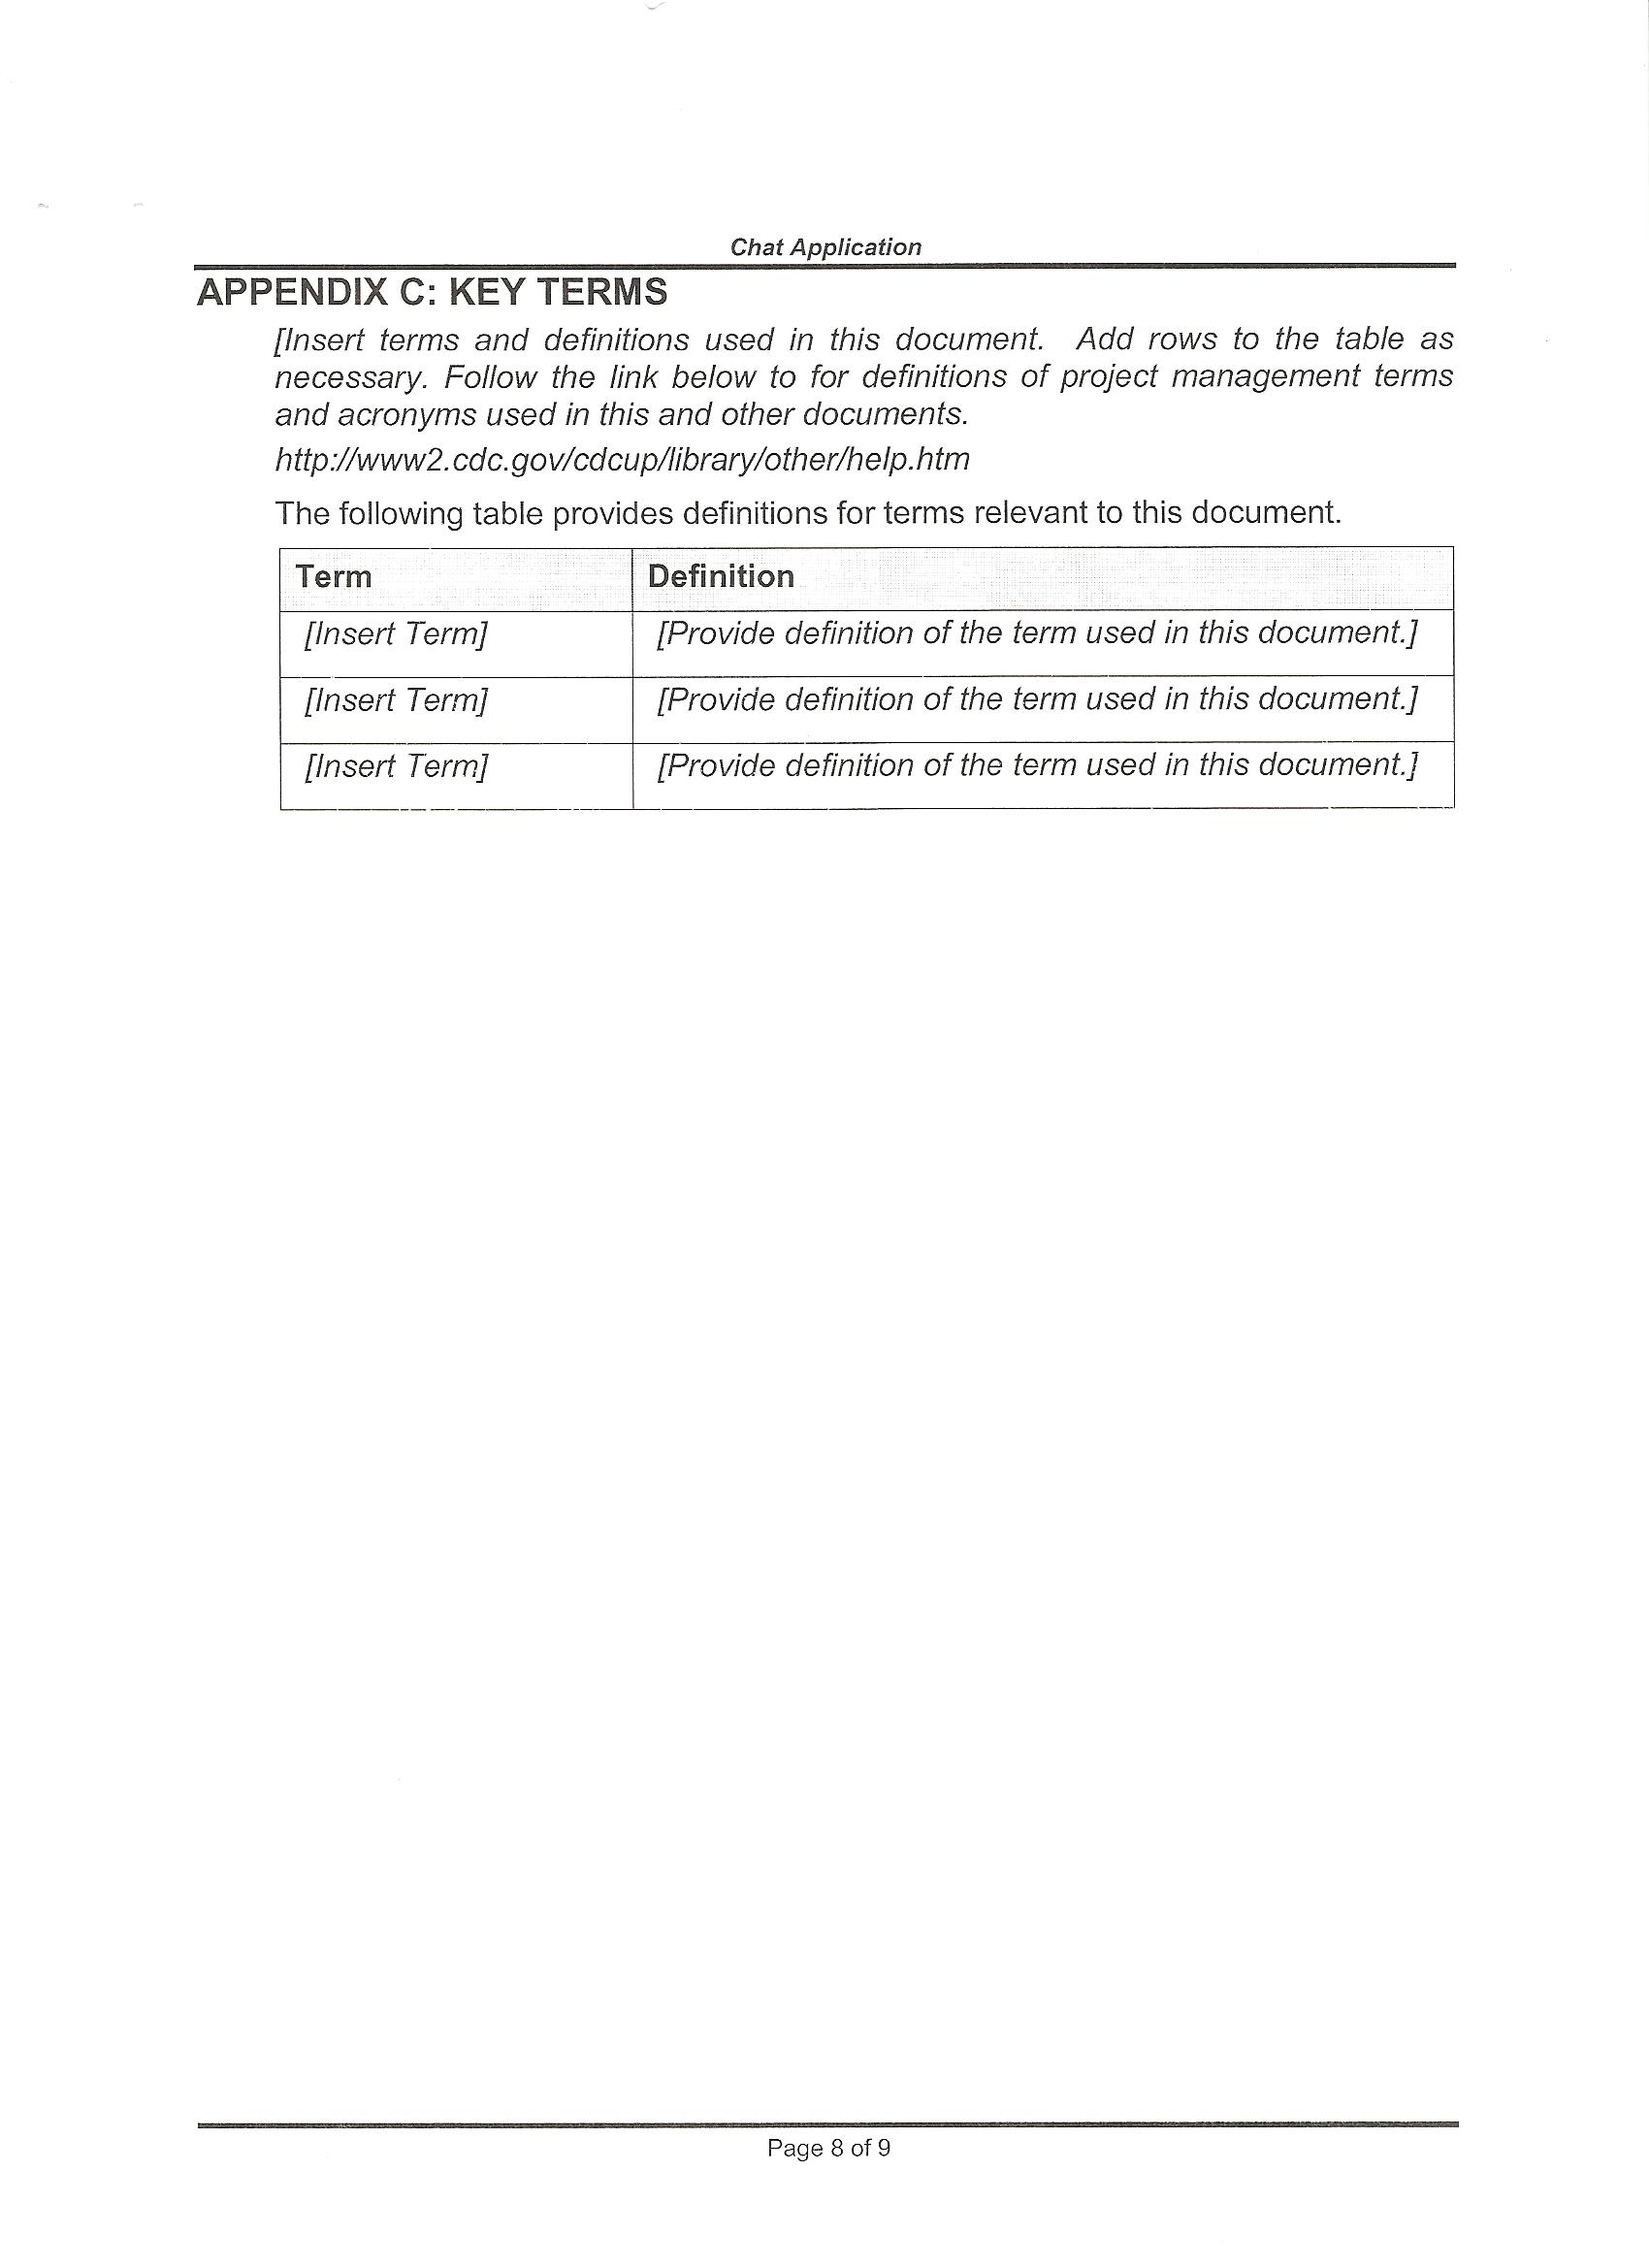 Chat Application
APPENDIX C: KEY TERMS
[Insert terms and definitions used in this document. Add rows to the table as
necessary. Follow the link below to for definitions of project management terms
and acronyms used in this and other documents.
http://www2.cdc.gov/cdcup/library/other/help.htm
The following table provides definitions for terms relevant to this document.
Term Definition
[Insert Term] [Provide definition of the term used in this document.]
[Insert Term] [Provide definition of the term used in this document.]
[Insert Term] [Provide definition of the term used in this document.]
Page 8 of 9